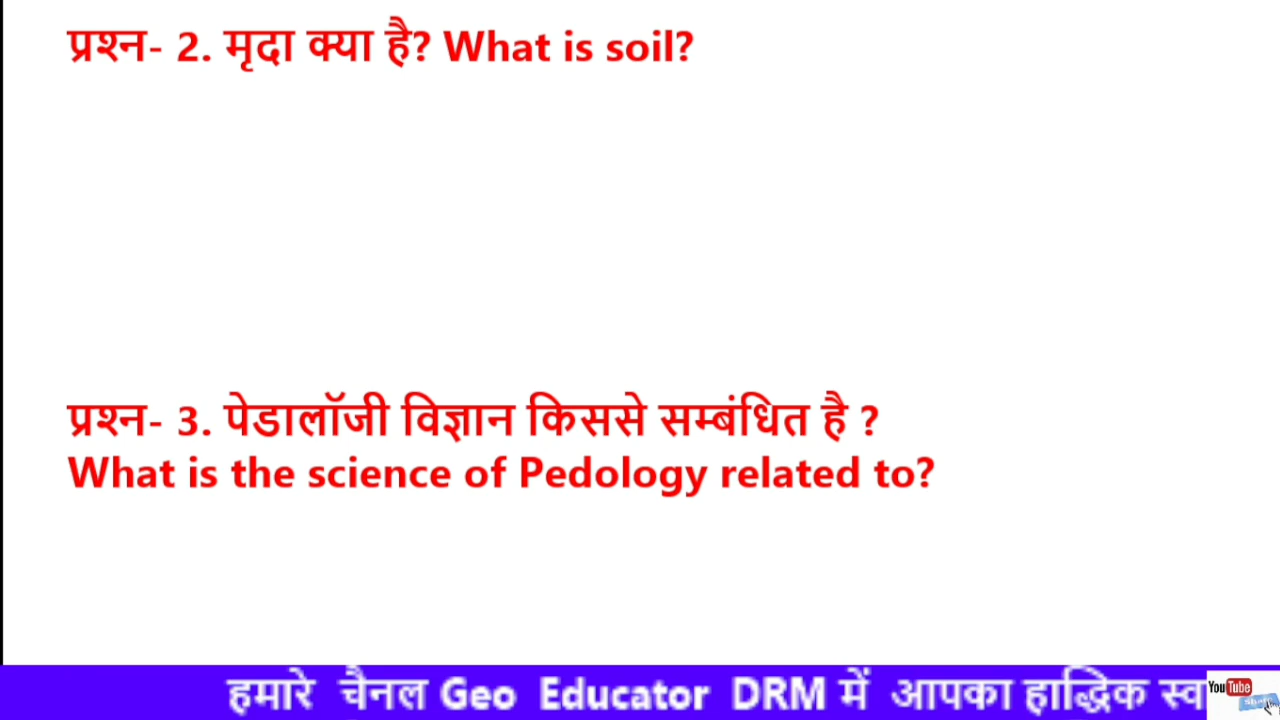 प्रश्न- 2. मृदा क्या है? What is soil?
प्रश्न- 3. पेडालॉजी विज्ञान किससे सम्बंधित है ?
What is the science of Pedology related to?
हमारे चैनल Geo Educator DRM में आपका हाद्धिक स्व
YouTube